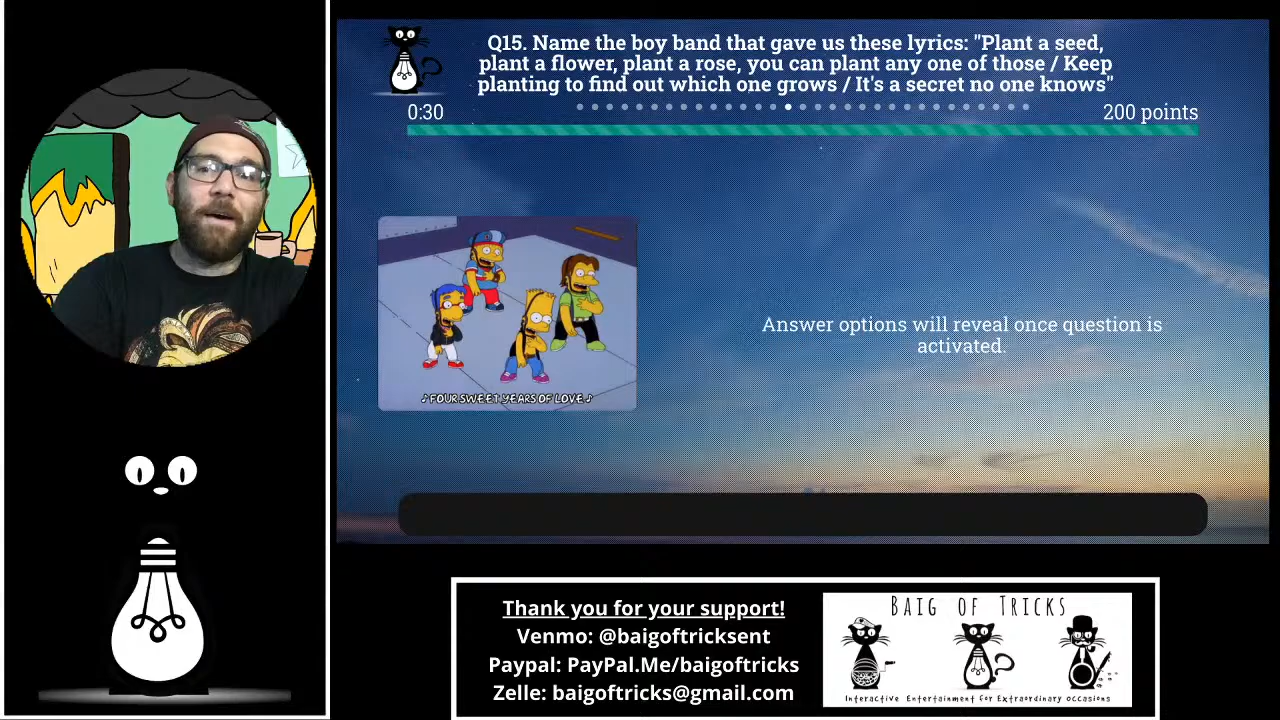 Q15. Name the boy band that gave us these lyrics: "Plant a seed,
plant a flower, plant a rose, you can plant any one of those / Keep
planting to find out which one grows / It's a secret no one knows"
0:30
200 points
♪ FOUR SWEET YEARS OF LOVE ♪
Answer options will reveal once question is
activated.
Thank you for your support!
Venmo: @baigoftricksent
Paypal: PayPal.Me/baigoftricks
Zelle: baigoftricks@gmail.com
BAIG OF TRICKS
Interactive Entertainment for Extraordinary occasions